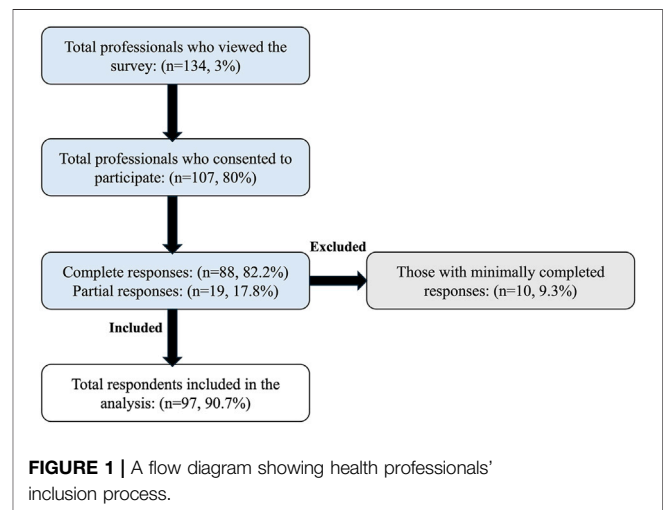 Total professionals who viewed the
survey: (n=134, 3%)
Total professionals who consented to
participate: (n=107, 80%)
Complete responses: (n=88, 82.2%)
Partial responses: (n=19, 17.8%)
Excluded
Those with minimally completed
responses: (n=10, 9.3%)
Included
Total respondents included in the
analysis: (n=97, 90.7%)
FIGURE 1 | A flow diagram showing health professionals’
inclusion process.